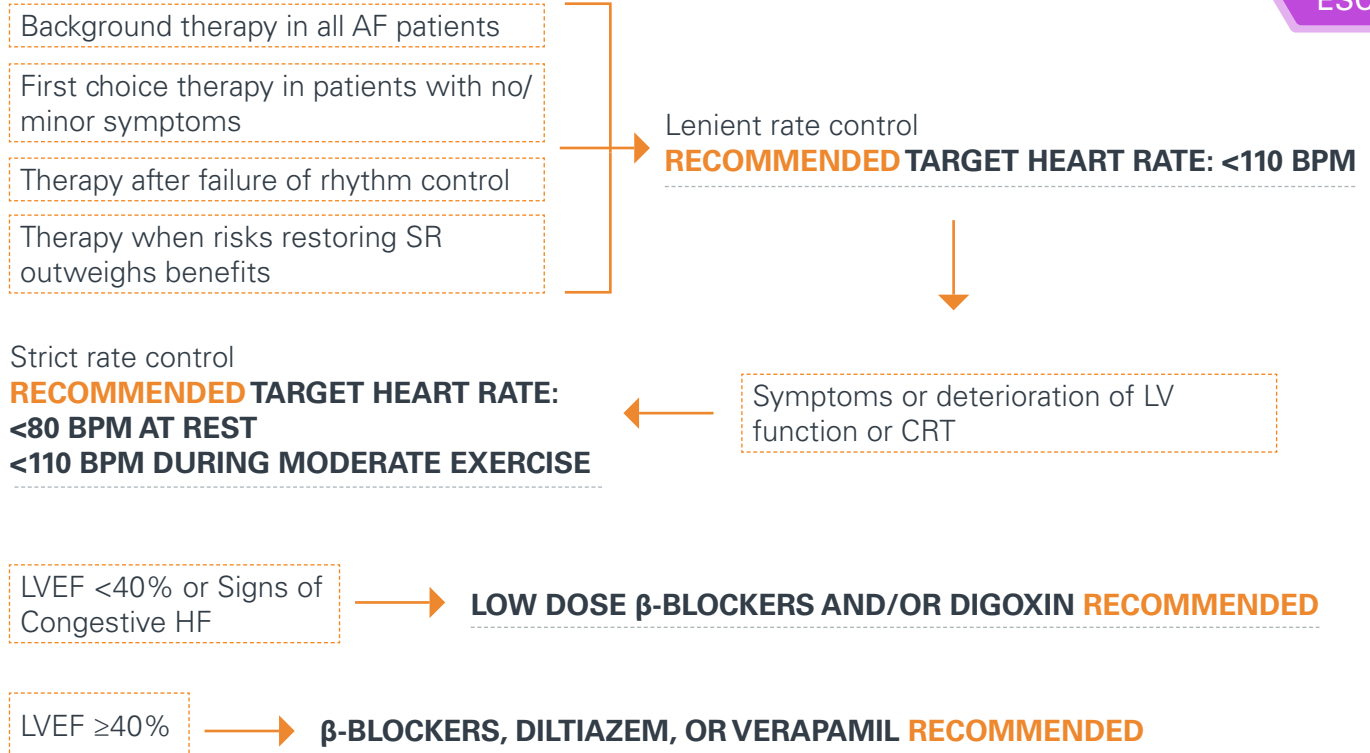 ESC
Background therapy in all AF patients
First choice therapy in patients with no/
minor symptoms
Therapy after failure of rhythm control
Therapy when risks restoring SR
outweighs benefits
Lenient rate control
RECOMMENDED TARGET HEART RATE: <110 BPM
Symptoms or deterioration of LV
function or CRT
Strict rate control
RECOMMENDED TARGET HEART RATE:
<80 BPM AT REST
<110 BPM DURING MODERATE EXERCISE
LVEF <40% or Signs of
Congestive HF
LOW DOSE β-BLOCKERS AND/OR DIGOXIN RECOMMENDED
LVEF ≥40%
β-BLOCKERS, DILTIAZEM, OR VERAPAMIL RECOMMENDED